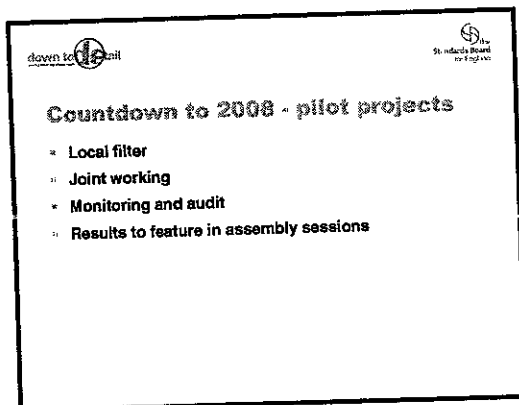 down to detail
the
Standards Board
for England
Countdown to 2008 - pilot projects
Local filter
Joint working
Monitoring and audit
Results to feature in assembly sessions